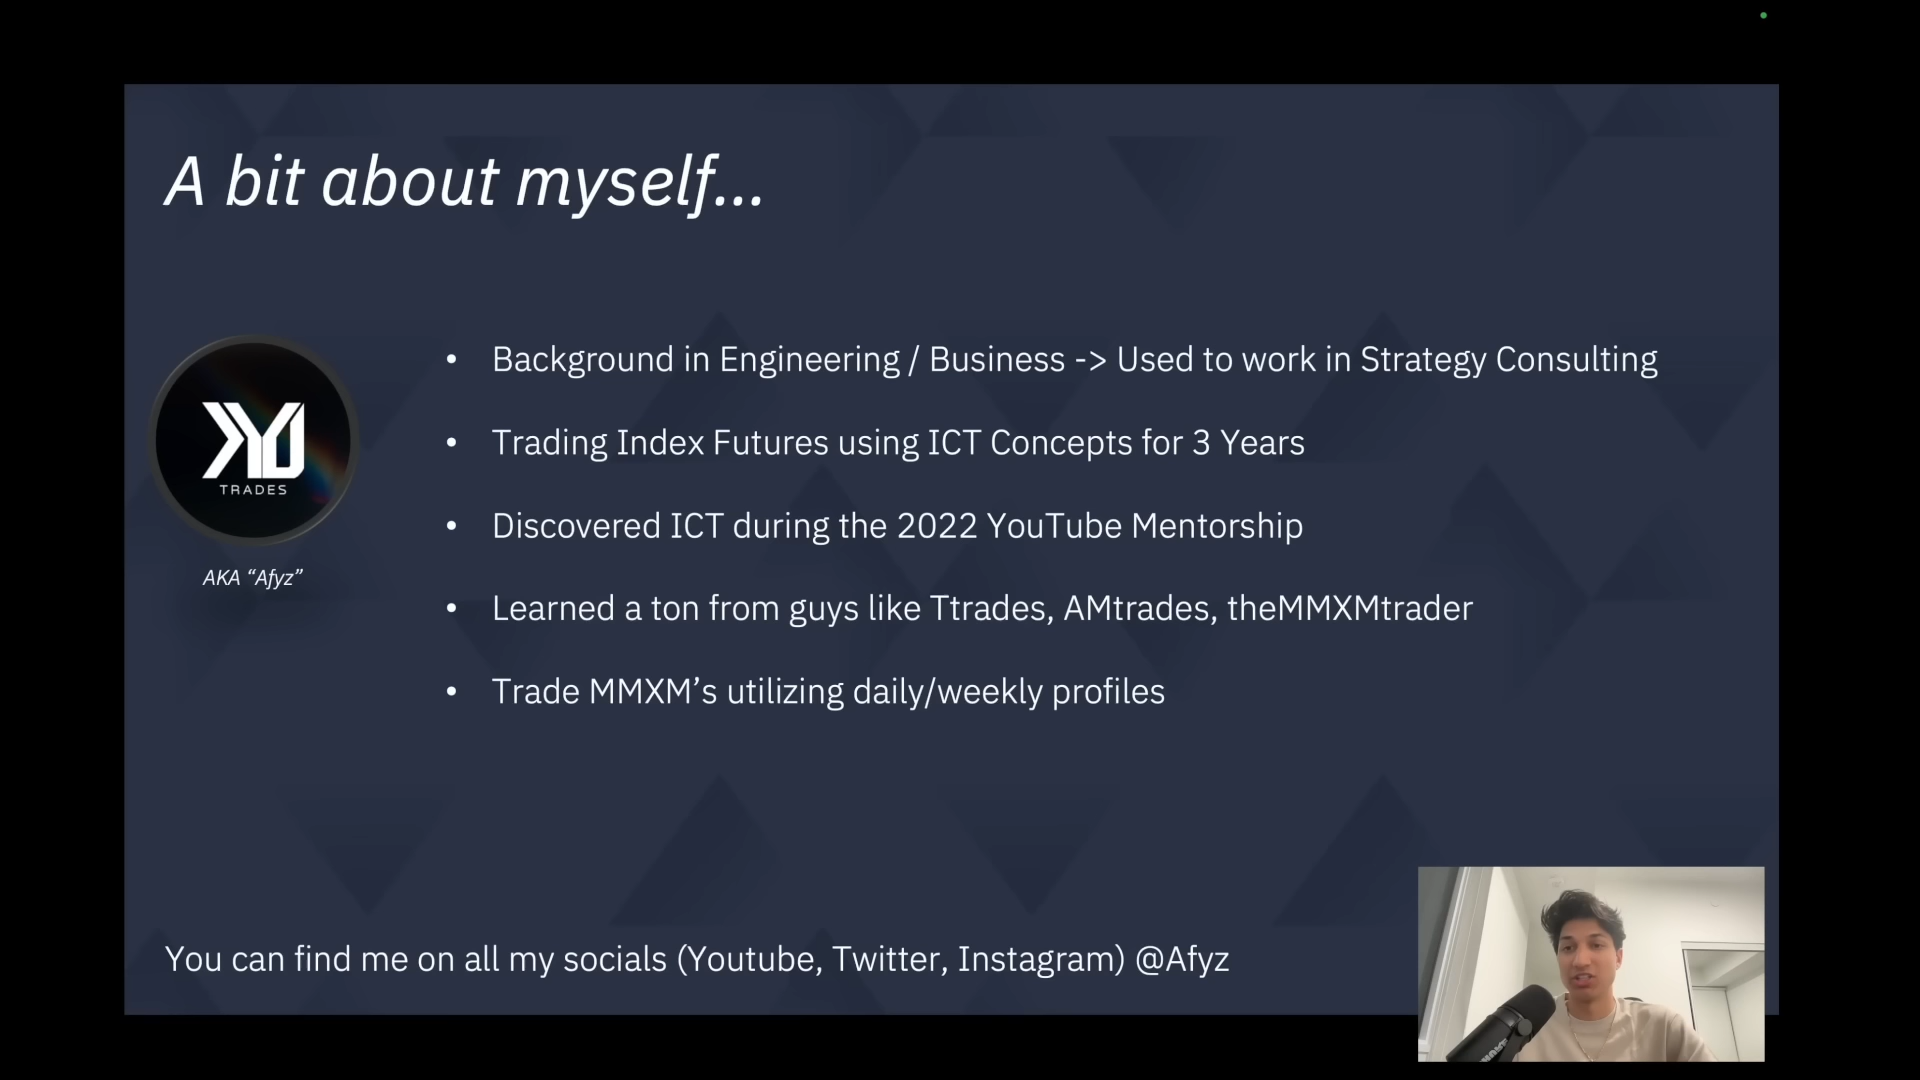 A bit about myself...
TRADES
AKA “Afyz”
• Background in Engineering / Business -> Used to work in Strategy Consulting
• Trading Index Futures using ICT Concepts for 3 Years
• Discovered ICT during the 2022 YouTube Mentorship
• Learned a ton from guys like Ttrades, AMtrades, theMMXMtrader
• Trade MMXM’s utilizing daily/weekly profiles
You can find me on all my socials (Youtube, Twitter, Instagram) @Afyz